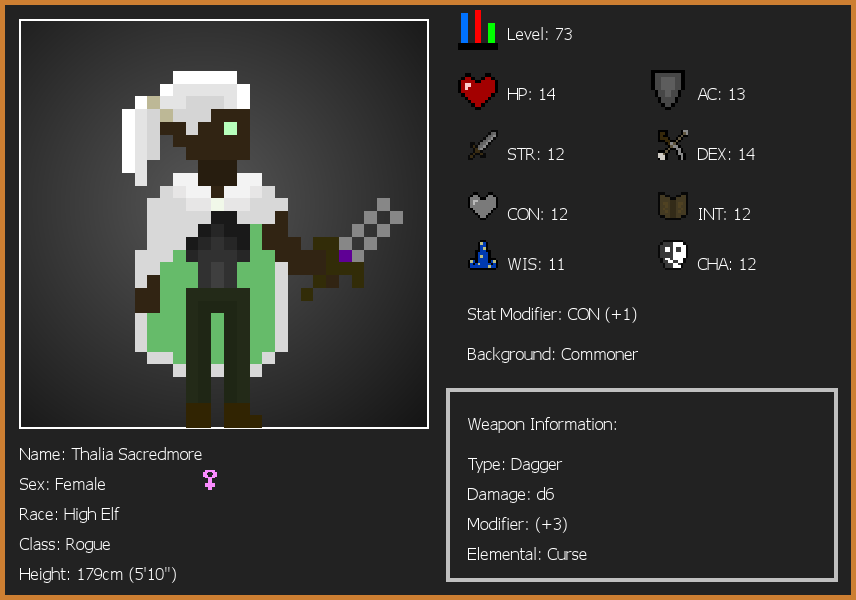 Level: 73
HP: 14
AC: 13
STR: 12
DEX: 14
CON: 12
INT: 12
WIS: 11
CHA: 12
Stat Modifier: CON (+1)
Background: Commoner
Weapon Information:
Type: Dagger
Damage: d6
Modifier: (+3)
Elemental: Curse
Name: Thalia Sacredmore
Sex: Female
Race: High Elf
Class: Rogue
Height: 179cm (5'10")